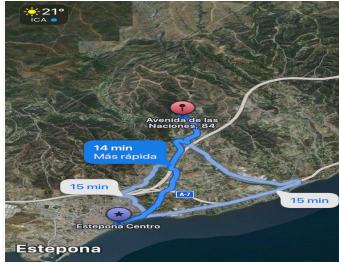 21°
ICA
Avenida de las
Naciones, 84
14 min
Más rápida
15 min
A-7
15 min
Estepona Centro
Estepona